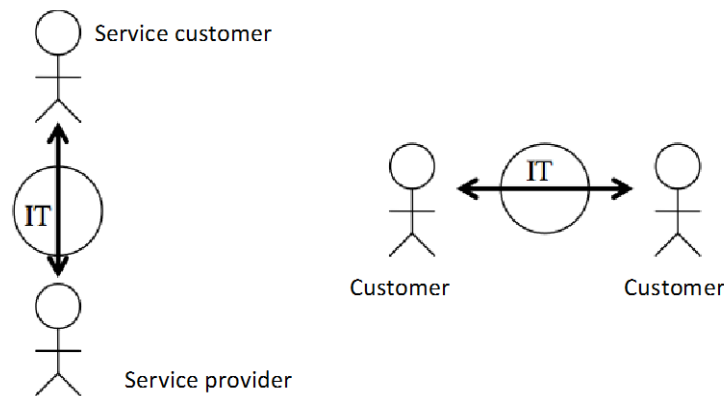 Service customer
IT
Service provider
IT
Customer
Customer